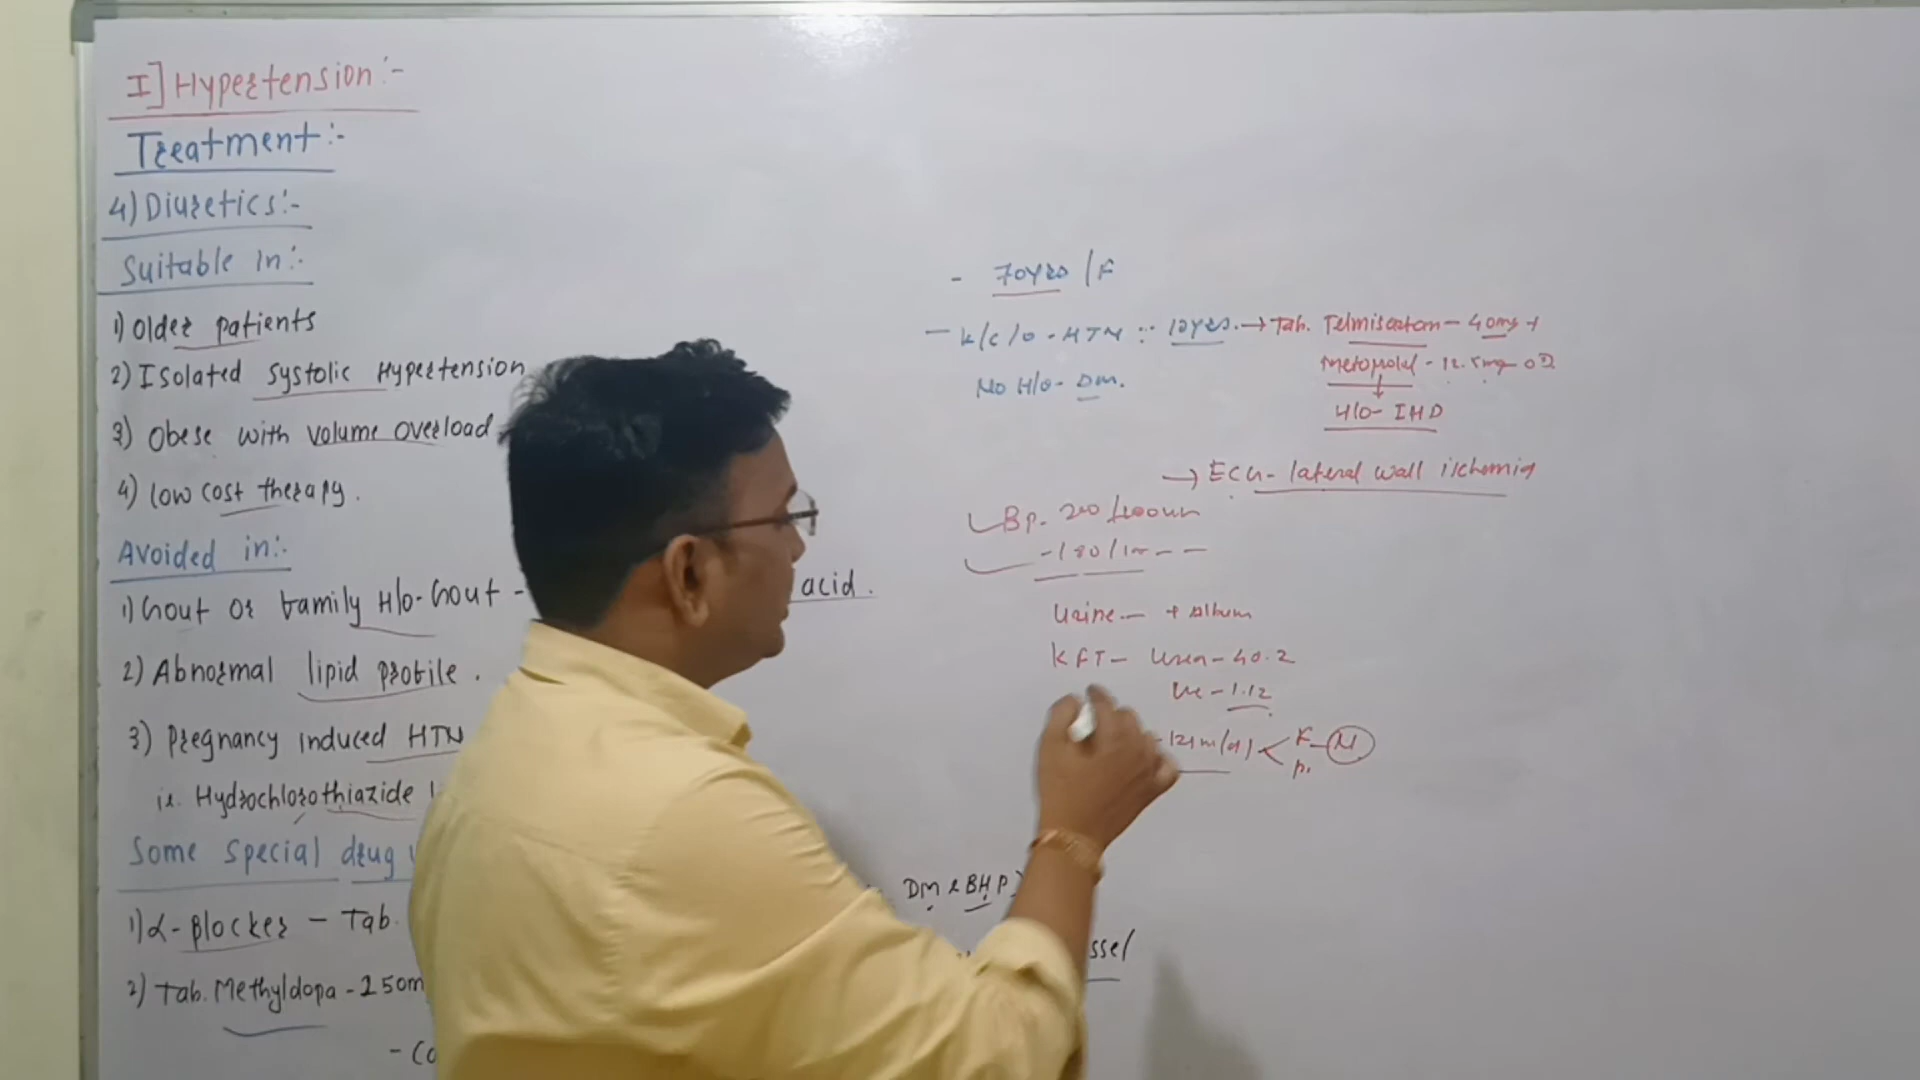 I] Hypertension :-
Treatment :-
4) Diuretics :-
Suitable in :-
1) Older patients
2) Isolated systolic Hypertension
3) Obese with volume overload
4) low cost therapy.
Avoided in :-
1) Gout or family H/o-Gout - acid.
2) Abnormal lipid profile.
3) Pregnancy induced HTN
ie. Hydrochlorothiazide
Some special drug
1) α-Blocker - Tab.
2) Tab. Methyldopa - 250m
- Co
DM & BHP)
ssel
- 70yrs /F
- k/c/o - HTN :: 12yrs. → Tab. Telmisartan - 40mg +
Metoprolol - 12.5mg - OD
↓
H/o- IHD
No H/o - Dm.
→ ECG - lateral wall ischemia
Bp. 200/100
- 180/100 - -
Urine - + Album
KFT - Urea - 40.2
- 1.12